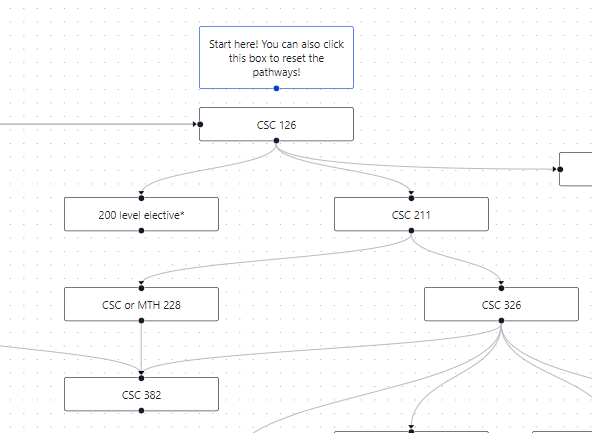 Start here! You can also click
this box to reset the
pathways!
CSC 126
200 level elective*
CSC 211
CSC or MTH 228
CSC 326
CSC 382